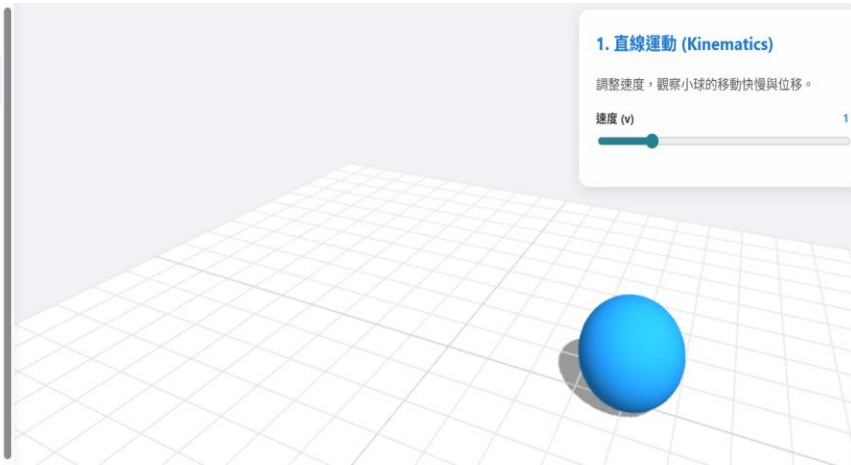 1. 直線運動 (Kinematics)
調整速度，觀察小球的移動快慢與位移。
速度 (v) 1